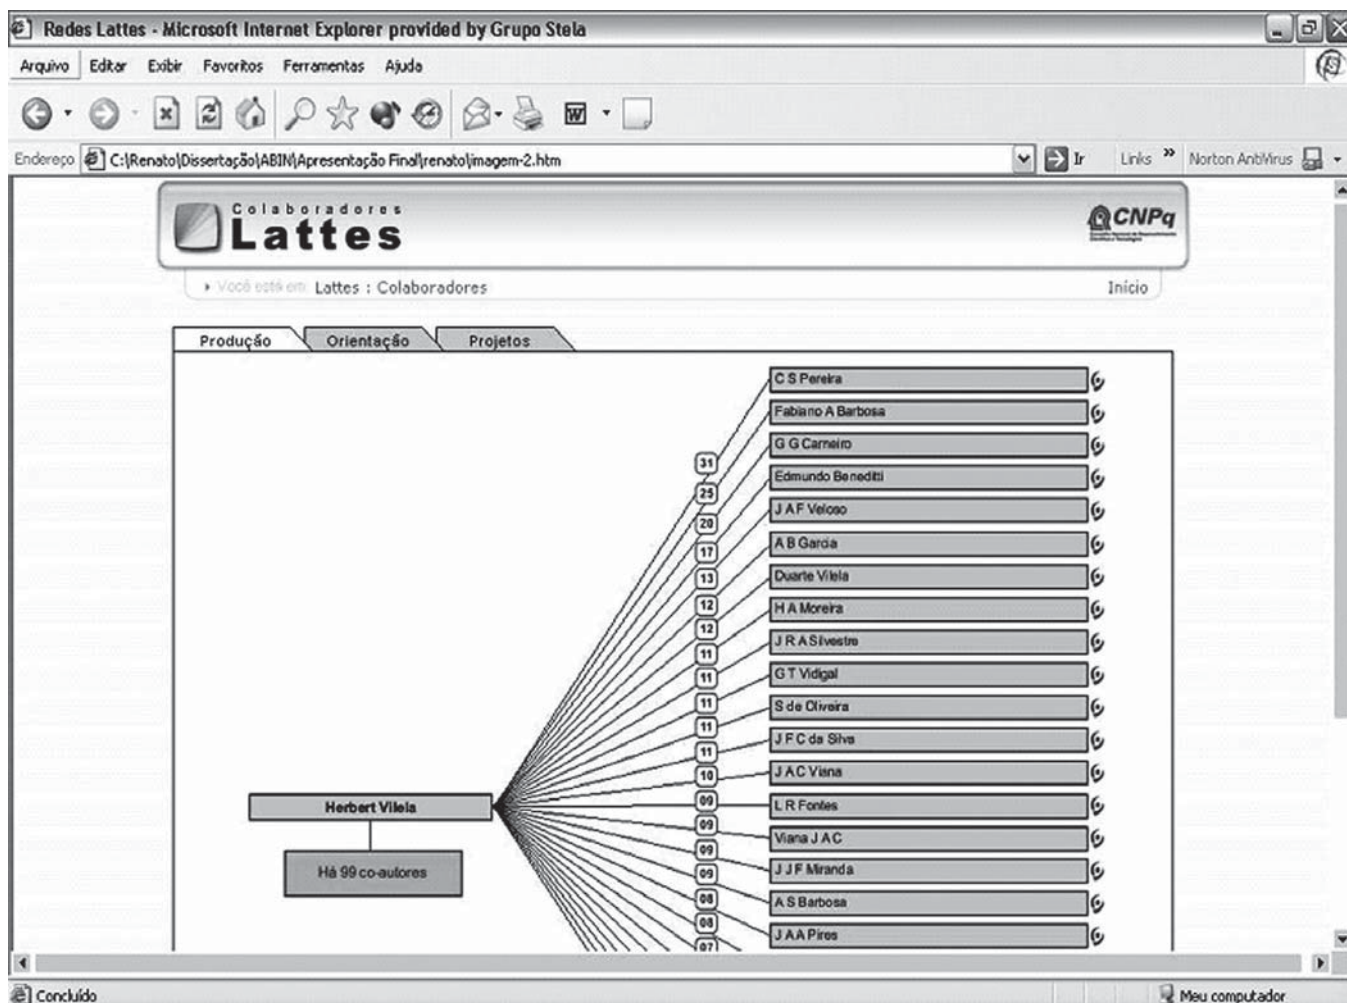 Redes Lattes - Microsoft Internet Explorer provided by Grupo Stela
Arquivo Editar Exibir Favoritos Ferramentas Ajuda
Endereço C:\Renato\Dissertação\ABIN\Apresentação Final\renato\imagem-2.htm Ir Links » Norton AntiVirus
Colaboradores
Lattes
CNPq
Você está em Lattes : Colaboradores Início
Produção Orientação Projetos
C S Pereira
Fabiano A Barbosa
G G Carneiro
31
Edmundo Beneditti
25
J A F Veloso
20
A B Garcia
17
Duarte Vilela
13
H A Moreira
12
J R A Silvestre
12
11
G T Vidigal
11
S de Oliveira
11
11
J F C da Silva
11
J A C Viana
10
Herbert Vilela
09
L R Fontes
09
Viana J A C
09
Há 99 co-autores
J J F Miranda
09
A S Barbosa
08
08
J A A Pires
07
Concluído Meu computador